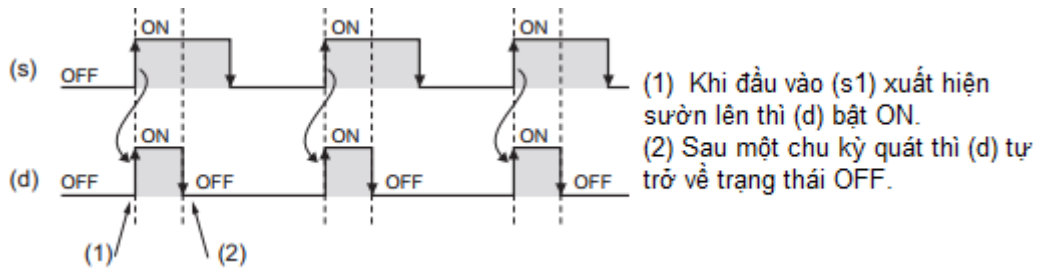 ON ON ON
(s) OFF
ON ON ON
(d) OFF OFF OFF OFF
(1) (2)
(1) Khi đầu vào (s1) xuất hiện
sườn lên thì (d) bật ON.
(2) Sau một chu kỳ quát thì (d) tự
trở về trạng thái OFF.